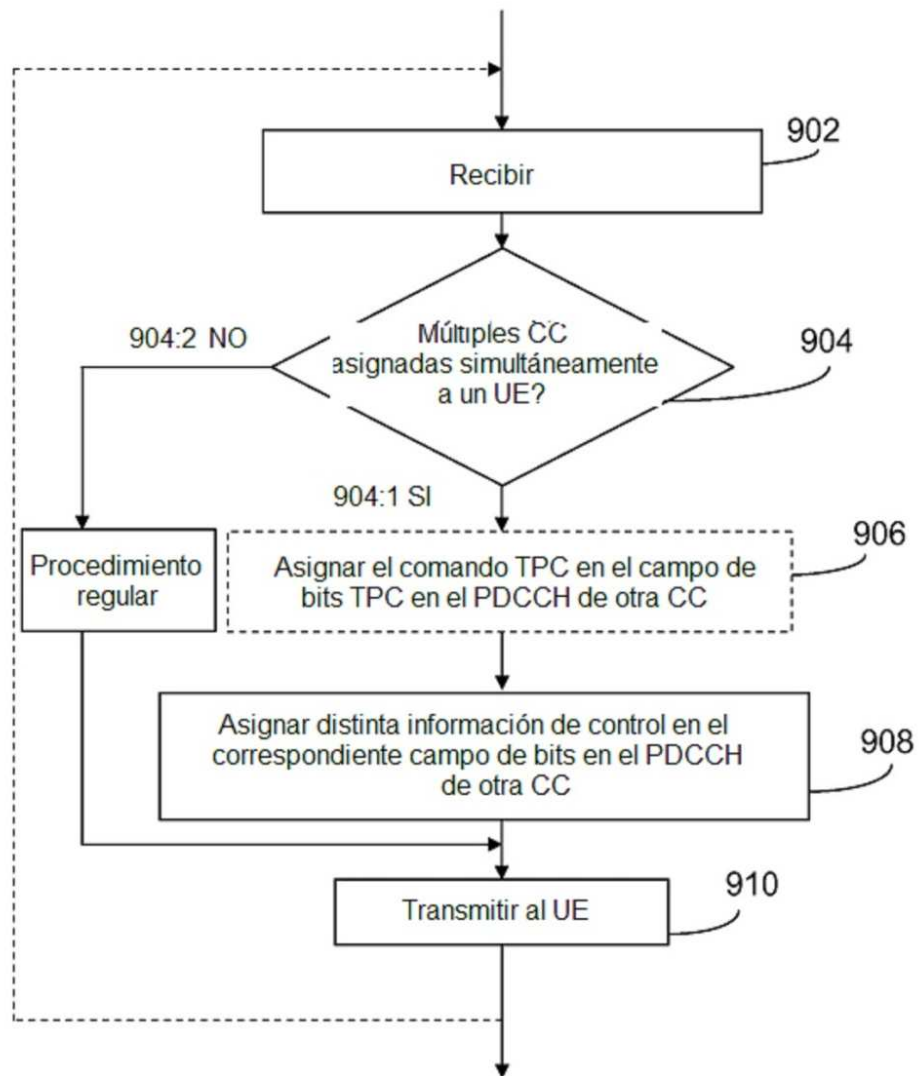 902
Recibir
904:2 NO
Múltiples CC
asignadas simultáneamente
a un UE?
904
904:1 SI
906
Procedimiento
regular
Asignar el comando TPC en el campo de
bits TPC en el PDCCH de otra CC
Asignar distinta información de control en el
correspondiente campo de bits en el PDCCH
de otra CC
908
910
Transmitir al UE